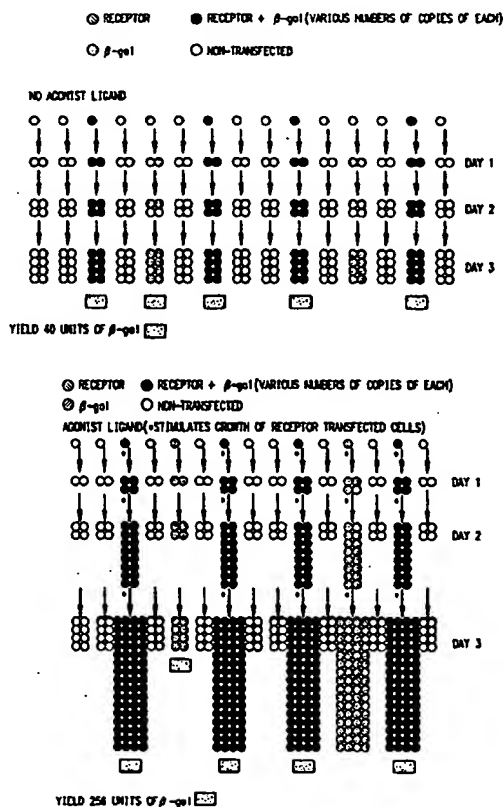 RECEPTOR RECEPTOR + β-gal (VARIOUS NUMBERS OF COPIES OF EACH)
β-gal NON-TRANSFECTED
NO AGONIST LIGAND
DAY 1
DAY 2
DAY 3
YIELD 40 UNITS OF β-gal
RECEPTOR RECEPTOR + β-gal (VARIOUS NUMBERS OF COPIES OF EACH)
β-gal NON-TRANSFECTED
AGONIST LIGAND(*STIMULATES GROWTH OF RECEPTOR TRANSFECTED CELLS)
DAY 1
DAY 2
DAY 3
YIELD 256 UNITS OF β-gal